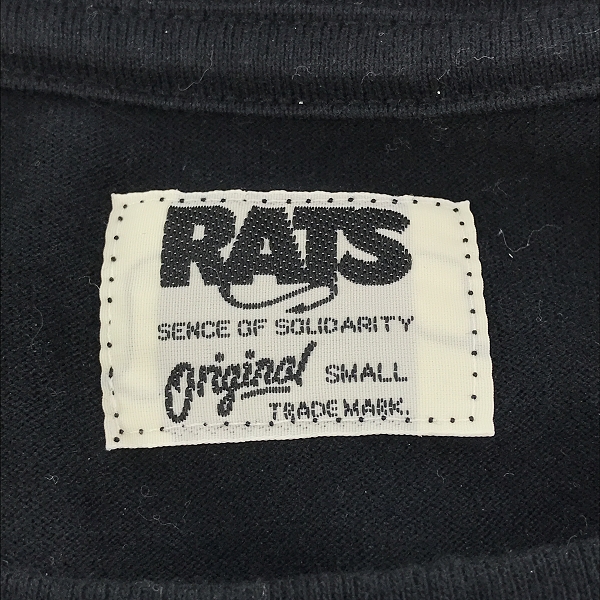 RATS
SENCE OF SOLIDARITY
Original SMALL
TRADE MARK.